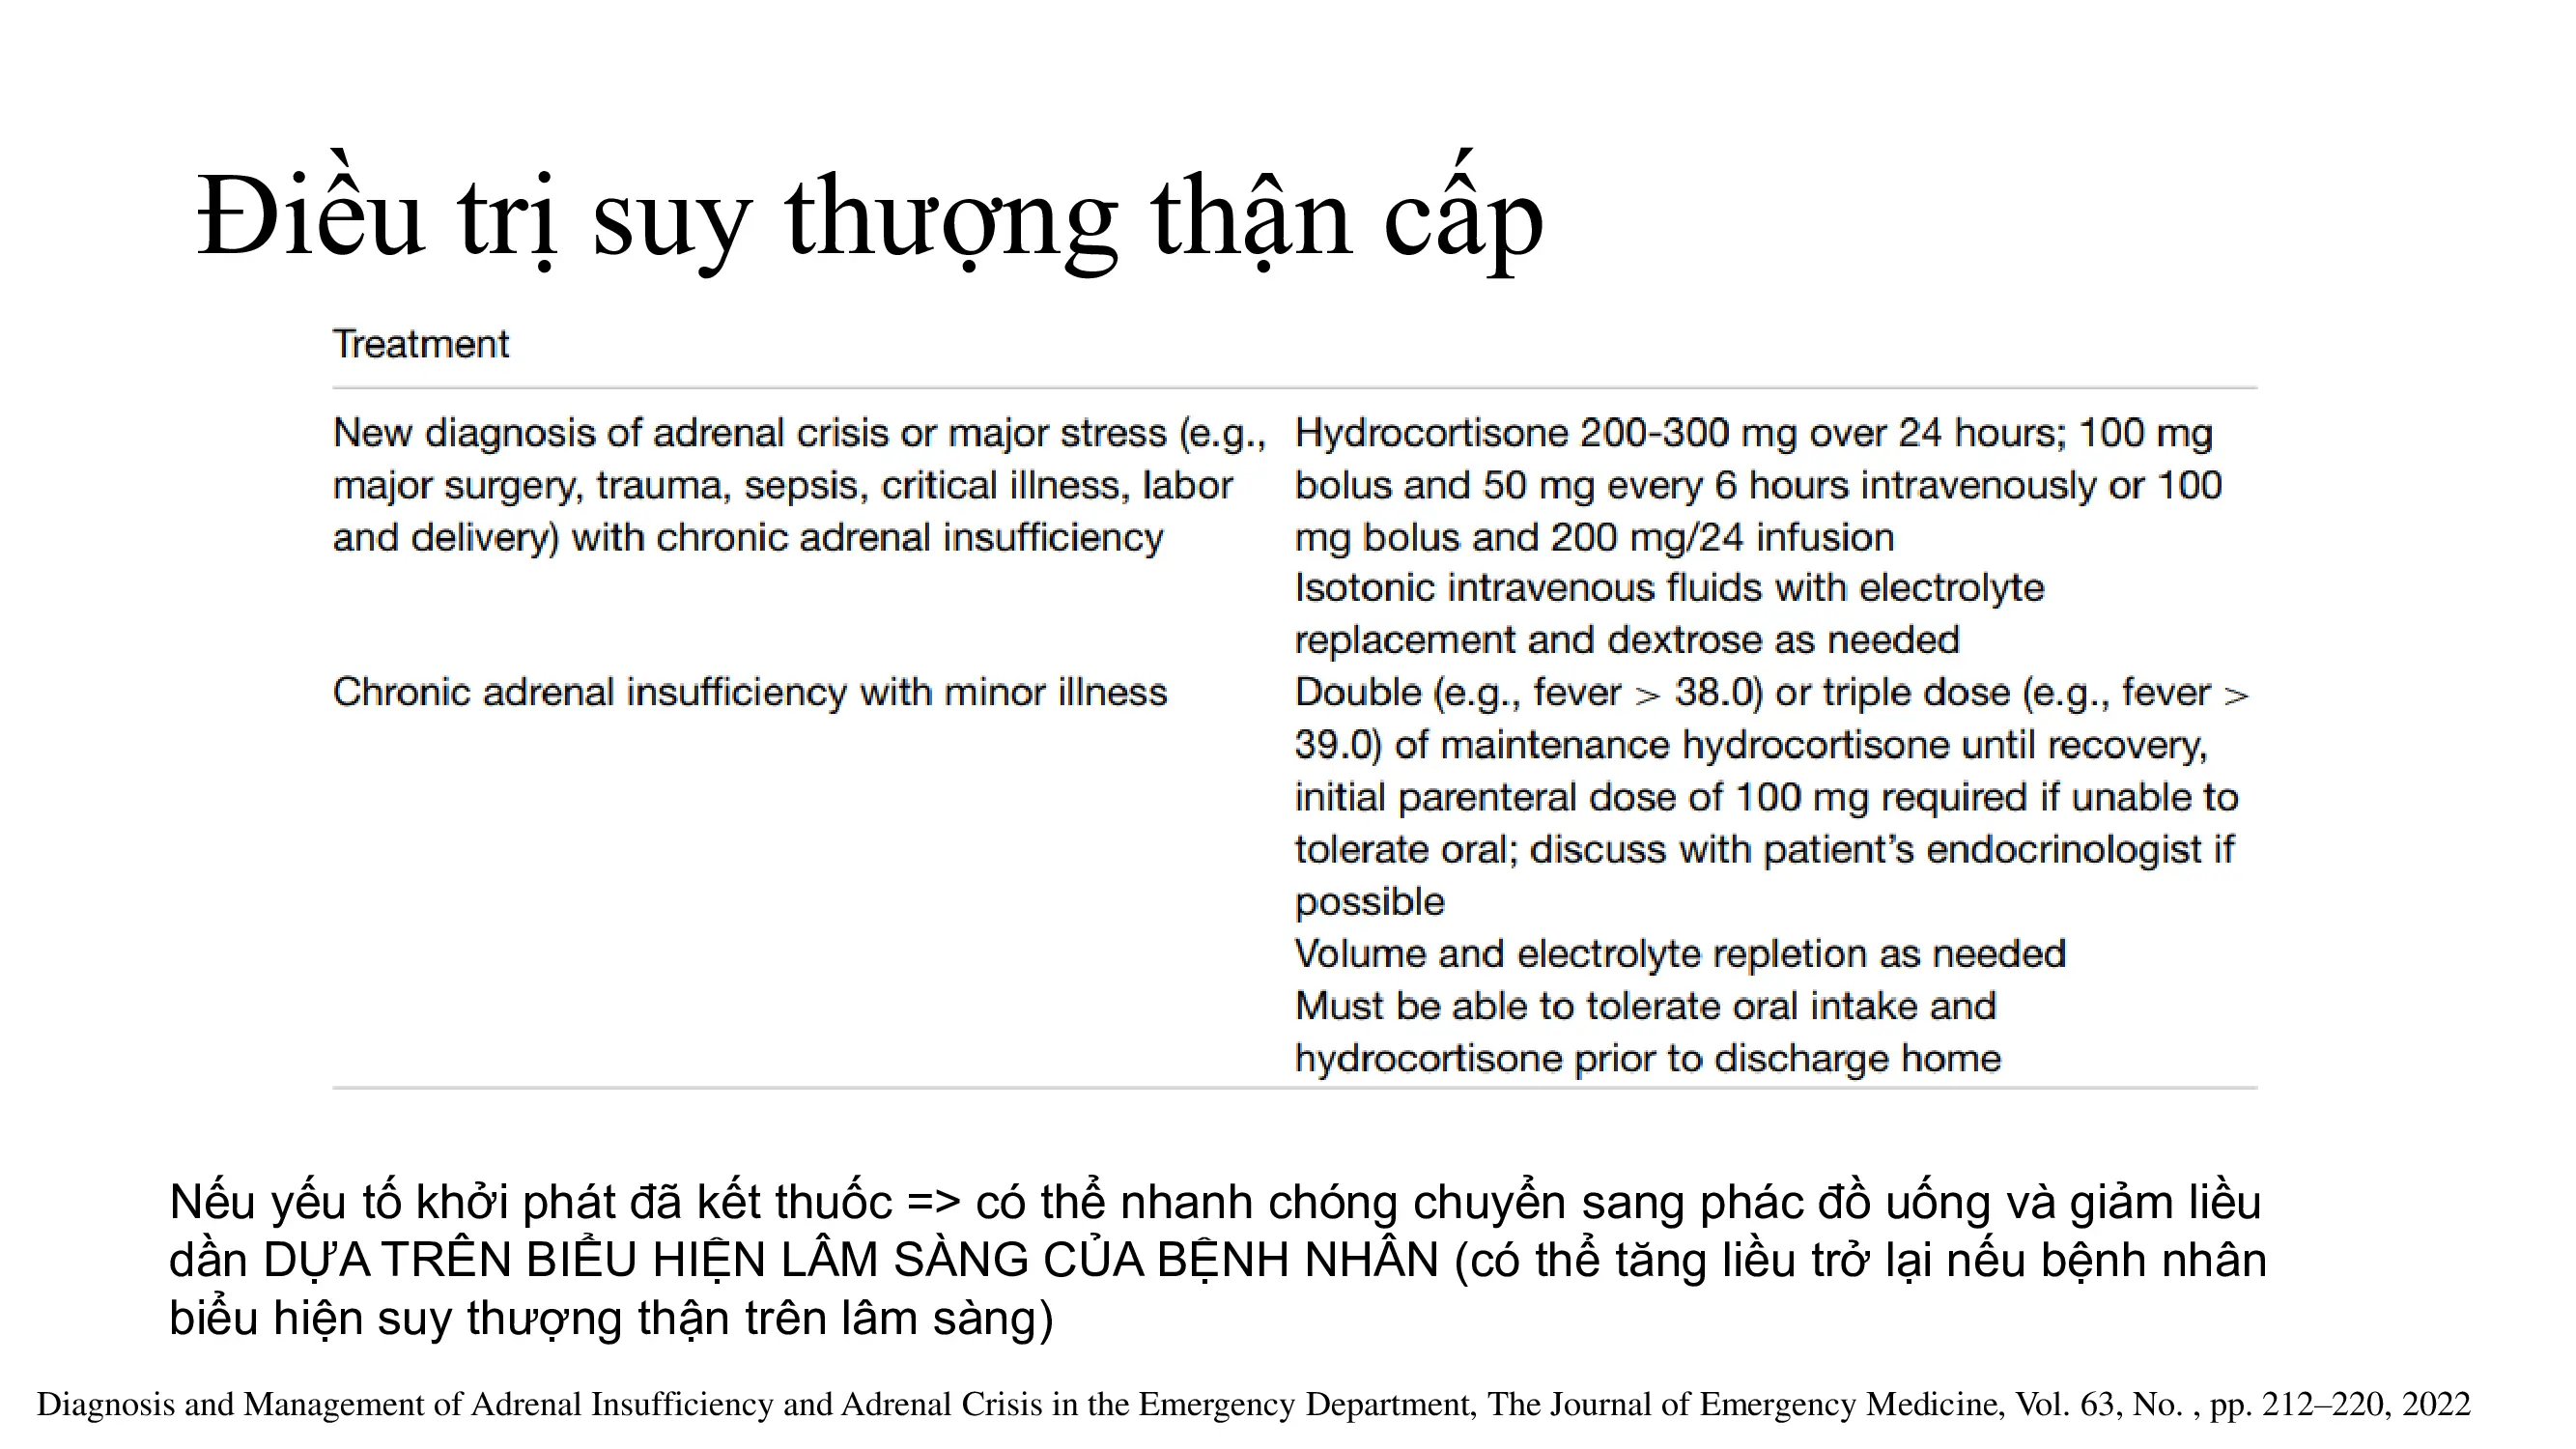 Điều trị suy thượng thận cấp
Treatment
New diagnosis of adrenal crisis or major stress (e.g.,
major surgery, trauma, sepsis, critical illness, labor
and delivery) with chronic adrenal insufficiency
Hydrocortisone 200-300 mg over 24 hours; 100 mg
bolus and 50 mg every 6 hours intravenously or 100
mg bolus and 200 mg/24 infusion
Isotonic intravenous fluids with electrolyte
replacement and dextrose as needed
Chronic adrenal insufficiency with minor illness
Double (e.g., fever > 38.0) or triple dose (e.g., fever >
39.0) of maintenance hydrocortisone until recovery,
initial parenteral dose of 100 mg required if unable to
tolerate oral; discuss with patient’s endocrinologist if
possible
Volume and electrolyte repletion as needed
Must be able to tolerate oral intake and
hydrocortisone prior to discharge home
Nếu yếu tố khởi phát đã kết thuốc => có thể nhanh chóng chuyển sang phác đồ uống và giảm liều
dần DỰA TRÊN BIỂU HIỆN LÂM SÀNG CỦA BỆNH NHÂN (có thể tăng liều trở lại nếu bệnh nhân
biểu hiện suy thượng thận trên lâm sàng)
Diagnosis and Management of Adrenal Insufficiency and Adrenal Crisis in the Emergency Department, The Journal of Emergency Medicine, Vol. 63, No. , pp. 212–220, 2022